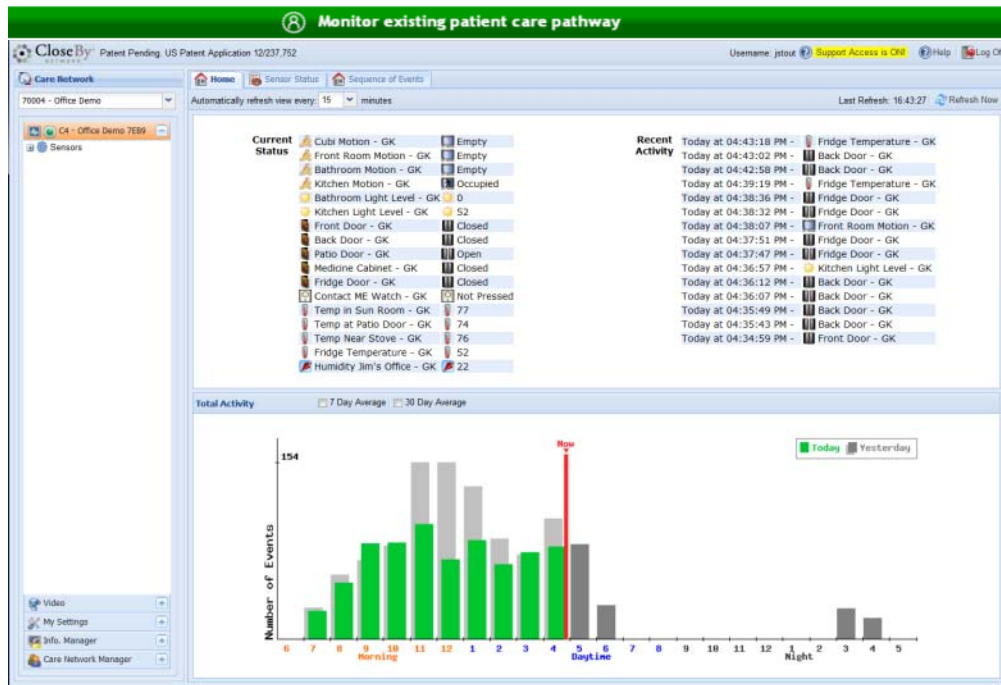 Monitor existing patient care pathway
CloseBy NETWORK Patent Pending. US Patent Application 12/237,752
Username: jstout Support Access is ON! Help Log Of
Care Network
Home Sensor Status Sequence of Events
70004 - Office Demo
Automatically refresh view every: 15 minutes
Last Refresh: 16:43:27 Refresh Now
C4 - Office Demo 7EB9
Sensors
Current Status
Cubi Motion - GK Empty
Front Room Motion - GK Empty
Bathroom Motion - GK Empty
Kitchen Motion - GK Occupied
Bathroom Light Level - GK 0
Kitchen Light Level - GK 52
Front Door - GK Closed
Back Door - GK Closed
Patio Door - GK Open
Medicine Cabinet - GK Closed
Fridge Door - GK Closed
Contact ME Watch - GK Not Pressed
Temp in Sun Room - GK 77
Temp at Patio Door - GK 74
Temp Near Stove - GK 76
Fridge Temperature - GK 52
Humidity Jim's Office - GK 22
Recent Activity
Today at 04:43:18 PM - Fridge Temperature - GK
Today at 04:43:02 PM - Back Door - GK
Today at 04:42:58 PM - Back Door - GK
Today at 04:39:19 PM - Fridge Temperature - GK
Today at 04:38:36 PM - Fridge Door - GK
Today at 04:38:32 PM - Fridge Door - GK
Today at 04:38:07 PM - Front Room Motion - GK
Today at 04:37:51 PM - Fridge Door - GK
Today at 04:37:47 PM - Fridge Door - GK
Today at 04:36:57 PM - Kitchen Light Level - GK
Today at 04:36:12 PM - Back Door - GK
Today at 04:36:07 PM - Back Door - GK
Today at 04:35:49 PM - Back Door - GK
Today at 04:35:43 PM - Back Door - GK
Today at 04:34:59 PM - Front Door - GK
Total Activity 7 Day Average 30 Day Average
Now
Today Yesterday
154
Number of Events
6 7 8 9 10 11 12 1 2 3 4 5 6 7 8 9 10 11 12 1 2 3 4 5
Morning Daytime Night
Video
My Settings
Info. Manager
Care Network Manager